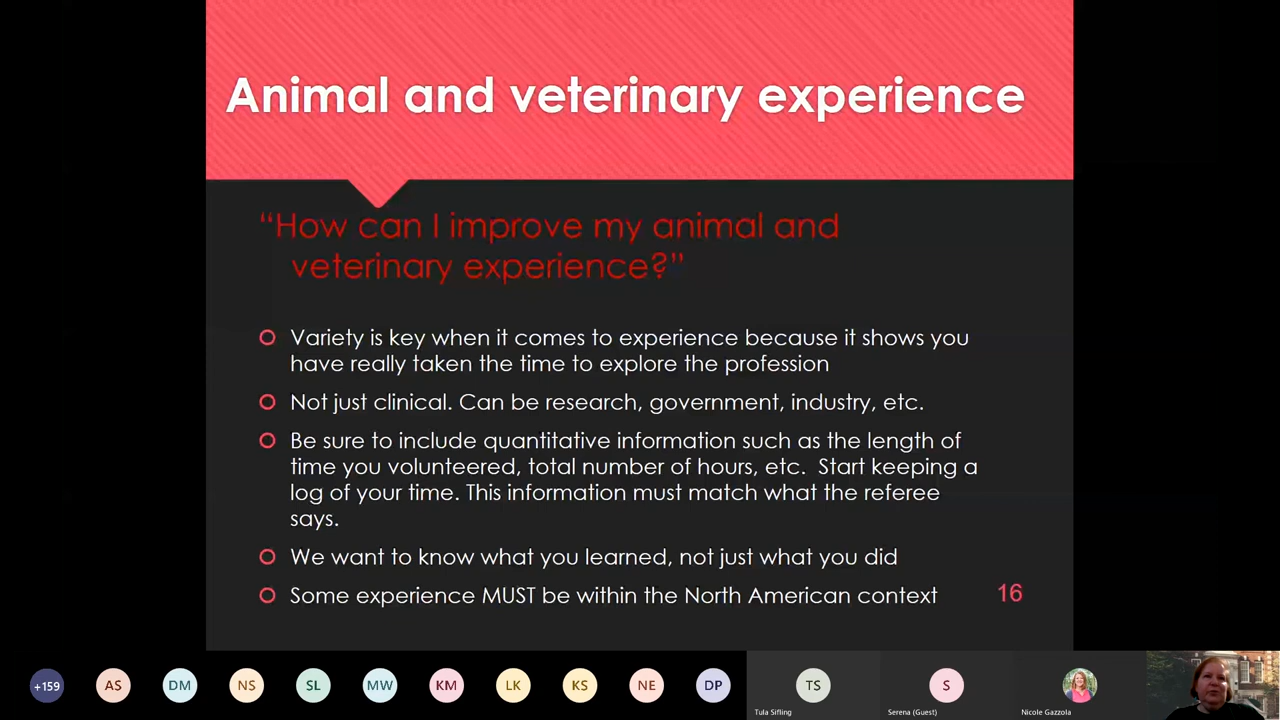 Animal and veterinary experience
“How can I improve my animal and
veterinary experience?”
Variety is key when it comes to experience because it shows you
have really taken the time to explore the profession
Not just clinical. Can be research, government, industry, etc.
Be sure to include quantitative information such as the length of
time you volunteered, total number of hours, etc. Start keeping a
log of your time. This information must match what the referee
says.
We want to know what you learned, not just what you did
Some experience MUST be within the North American context
16
+159
AS
DM
NS
SL
MW
KM
LK
KS
NE
DP
TS
S
Tula Sifling
Serena (Guest)
Nicole Gazzola